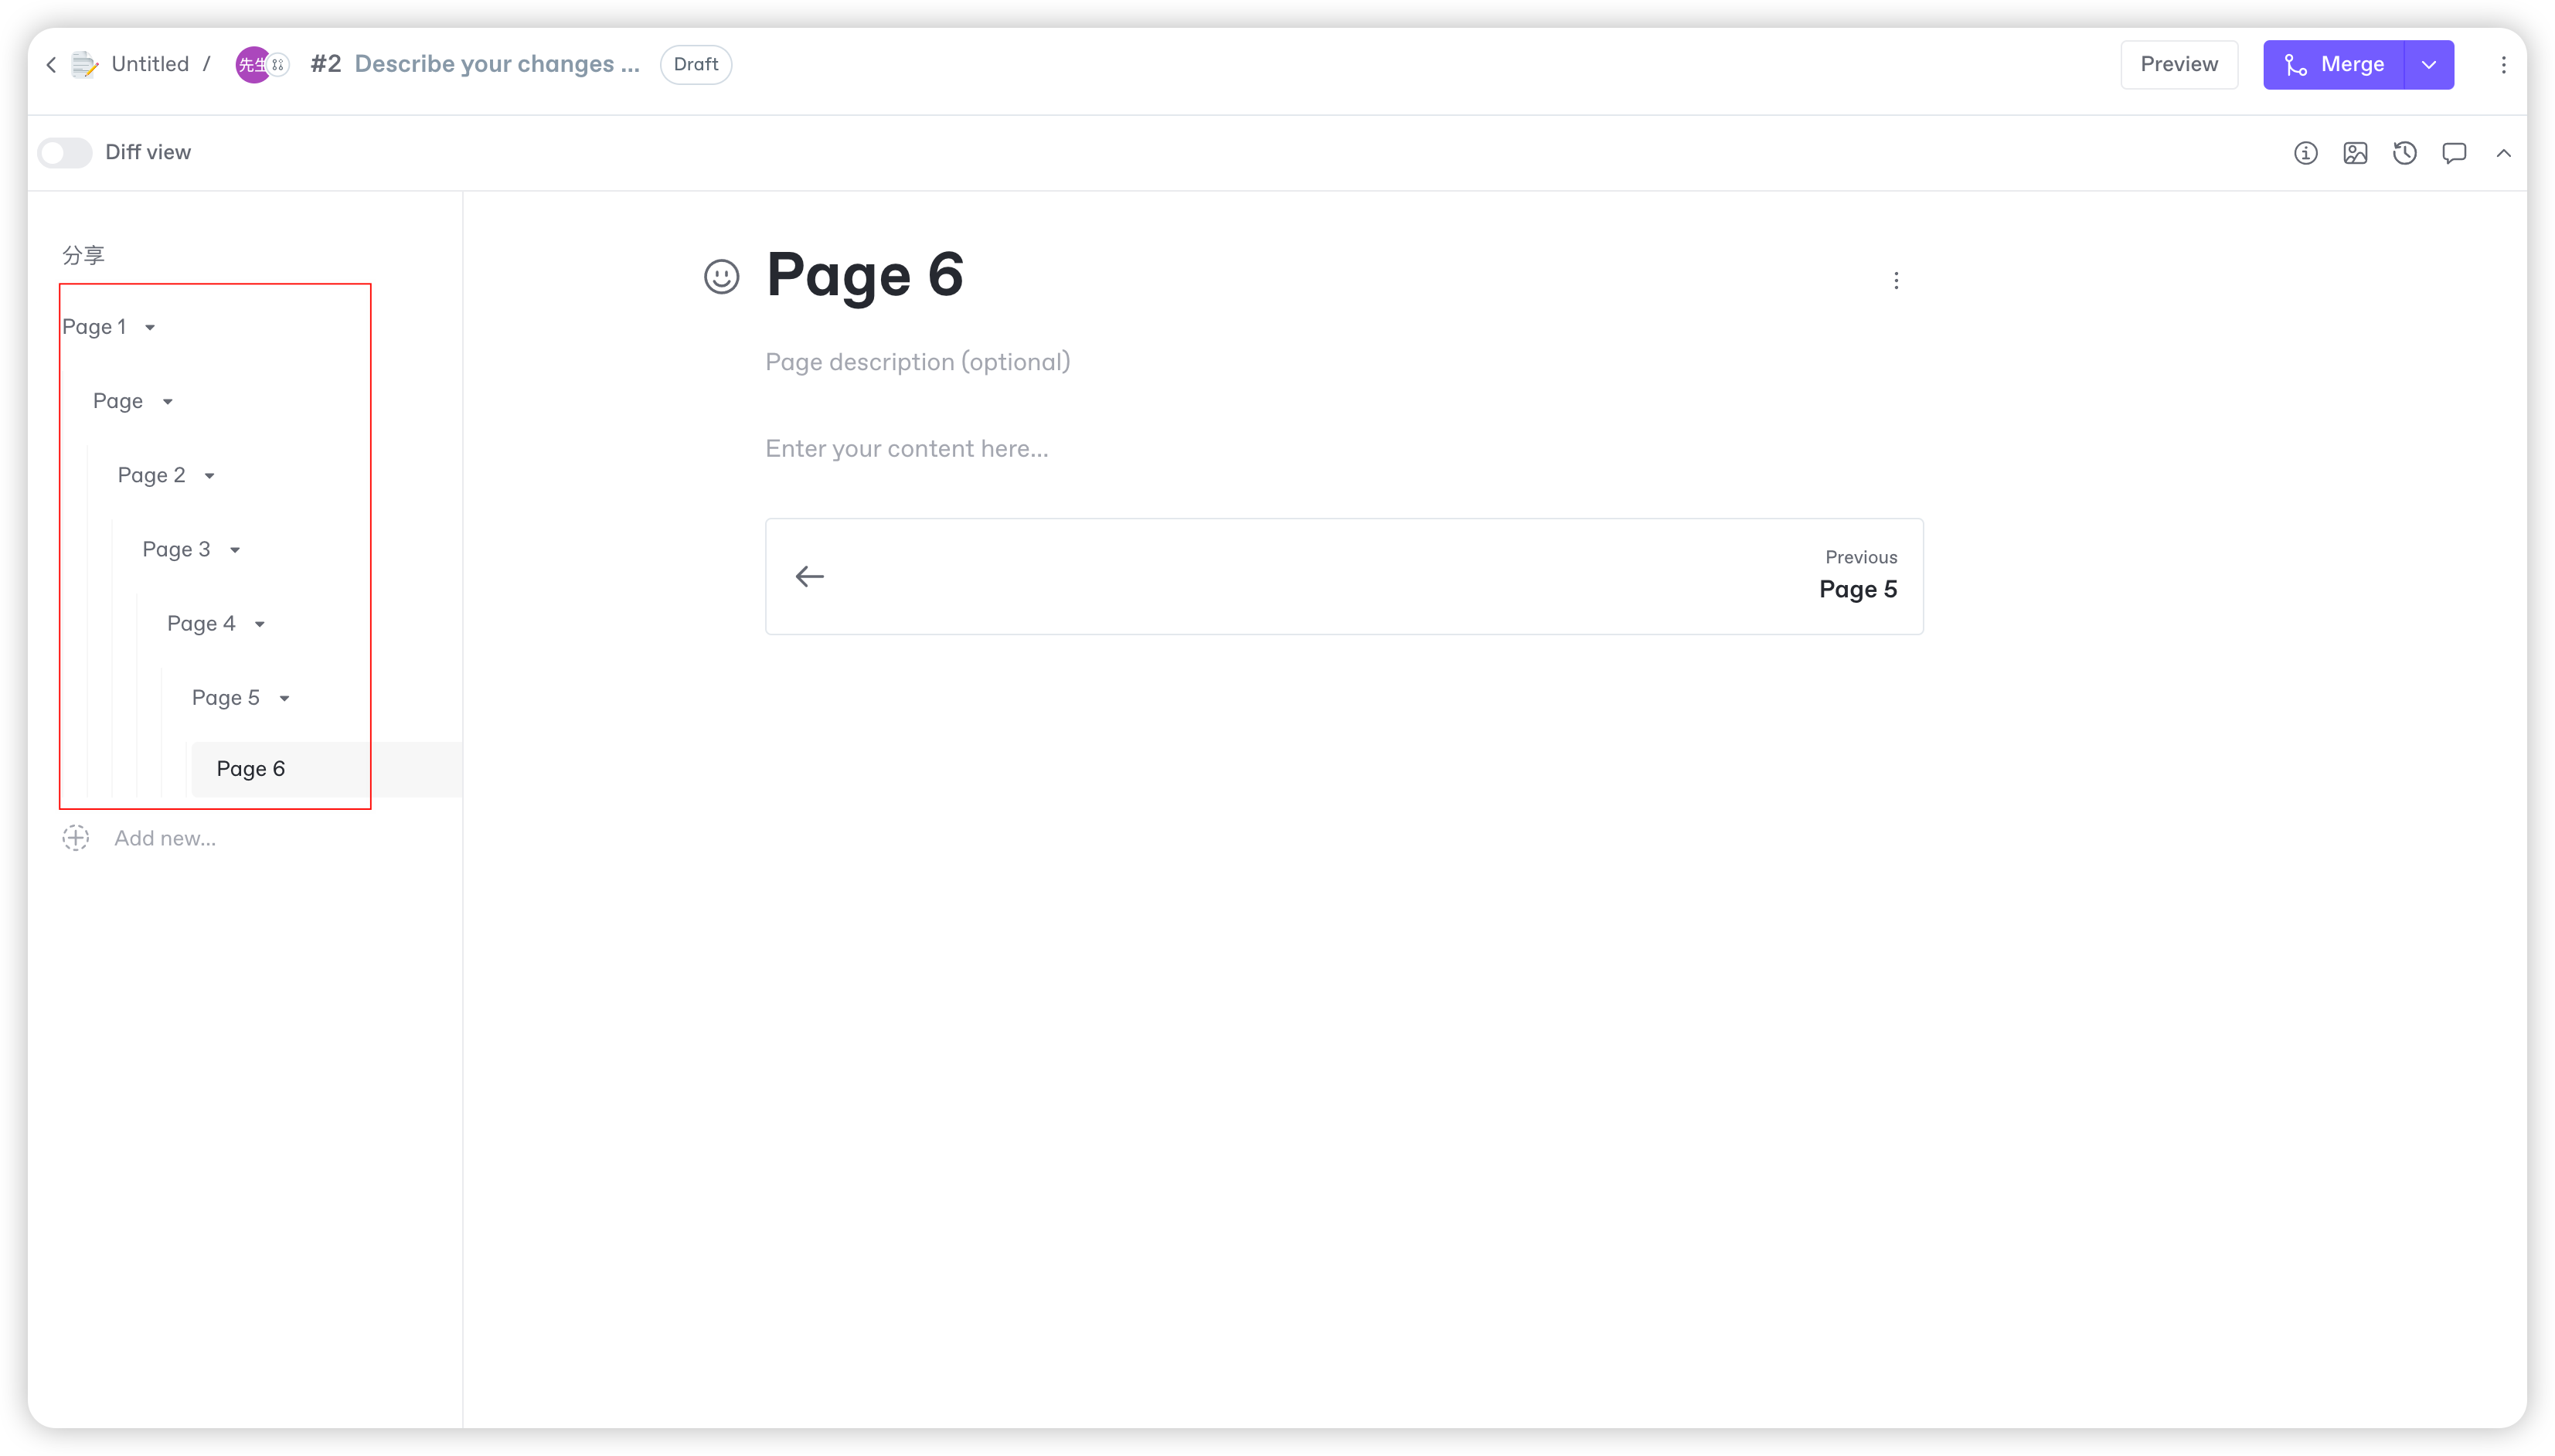 Untitled / 先生 #2 Describe your changes ... Draft Preview Merge
Diff view
分享
Page 1
Page
Page 2
Page 3
Page 4
Page 5
Page 6
Add new...
Page 6
Page description (optional)
Enter your content here...
Previous
Page 5